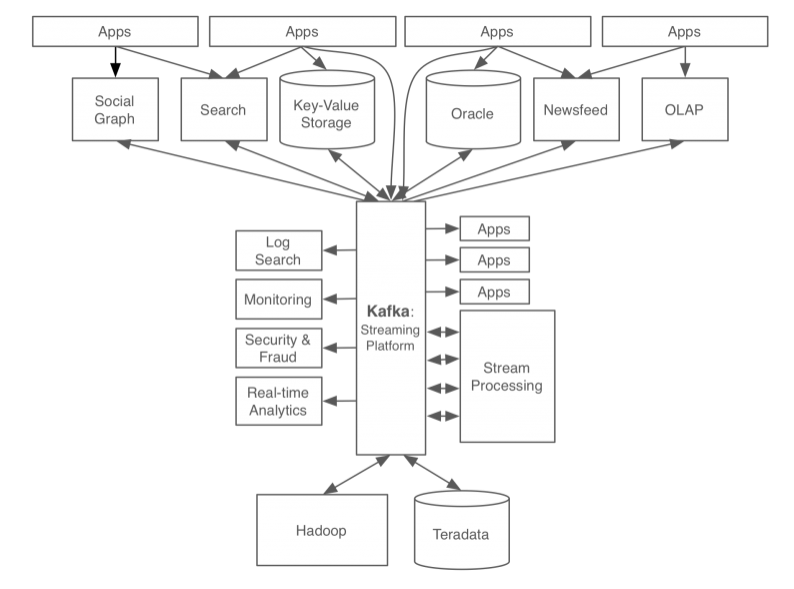 Apps
Apps
Apps
Apps
Social
Graph
Search
Key-Value
Storage
Oracle
Newsfeed
OLAP
Log
Search
Monitoring
Security &
Fraud
Real-time
Analytics
Kafka:
Streaming
Platform
Apps
Apps
Apps
Stream
Processing
Hadoop
Teradata